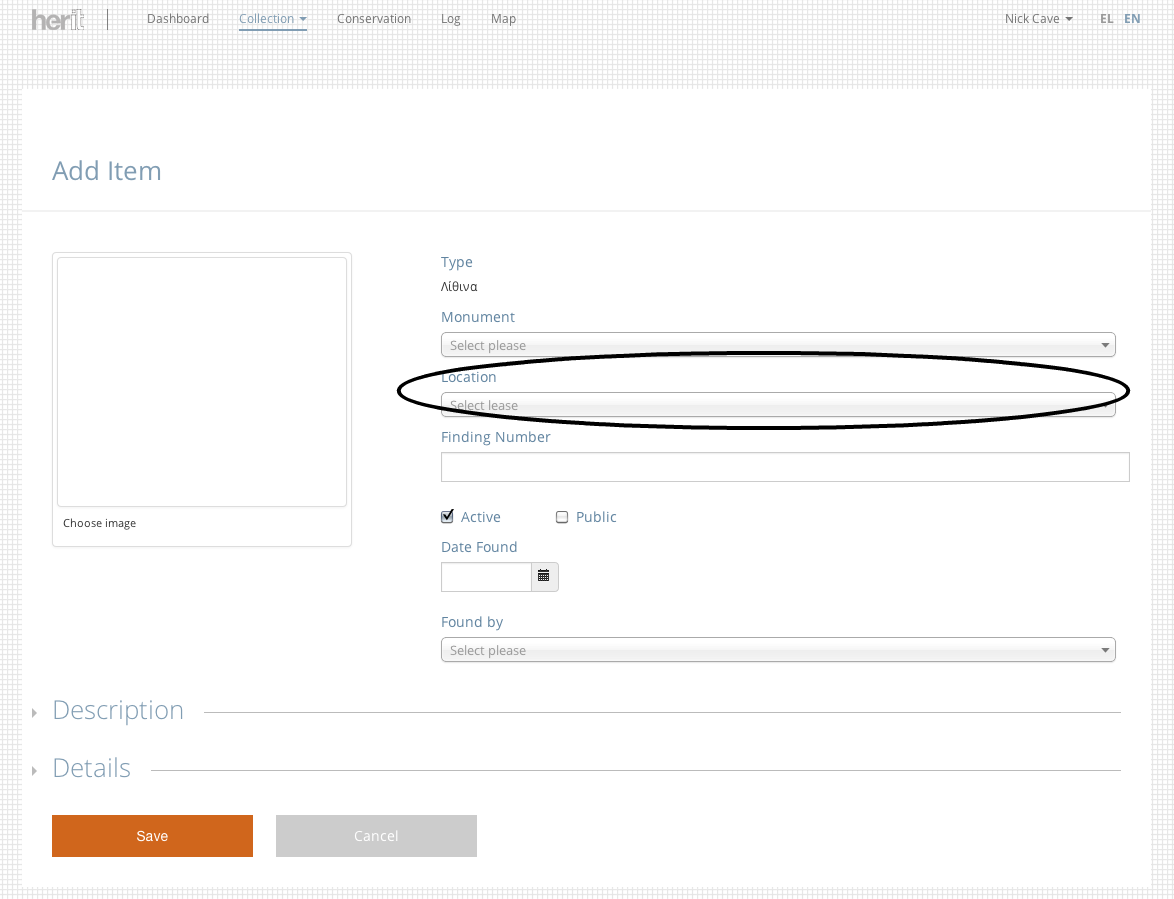 herit Dashboard Collection Conservation Log Map Nick Cave EL EN
Add Item
Choose image
Type
Λίθινα
Monument
Select please
Location
Select lease
Finding Number
Active Public
Date Found
Found by
Select please
Description
Details
Save Cancel